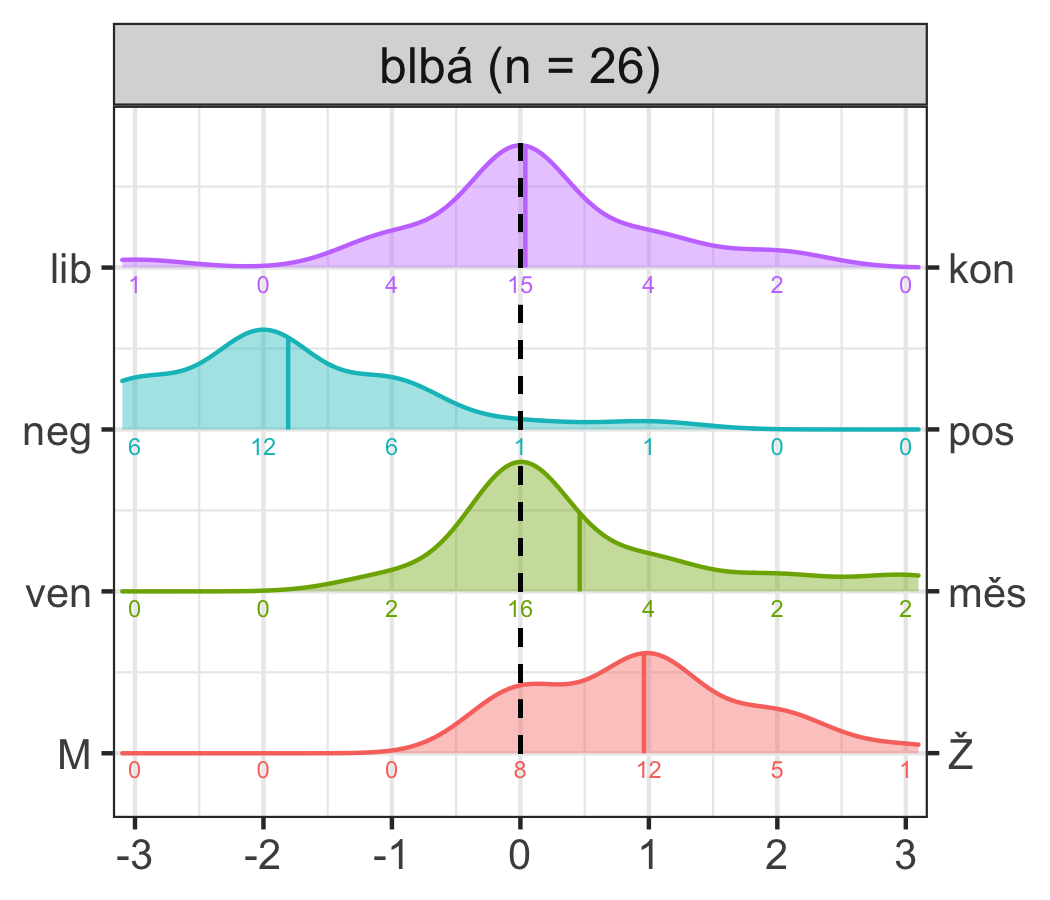 blbá (n = 26)
lib kon
1 0 4 15 4 2 0
neg pos
6 12 6 1 1 0 0
ven měs
0 0 2 16 4 2 2
M Ž
0 0 0 8 12 5 1
-3 -2 -1 0 1 2 3